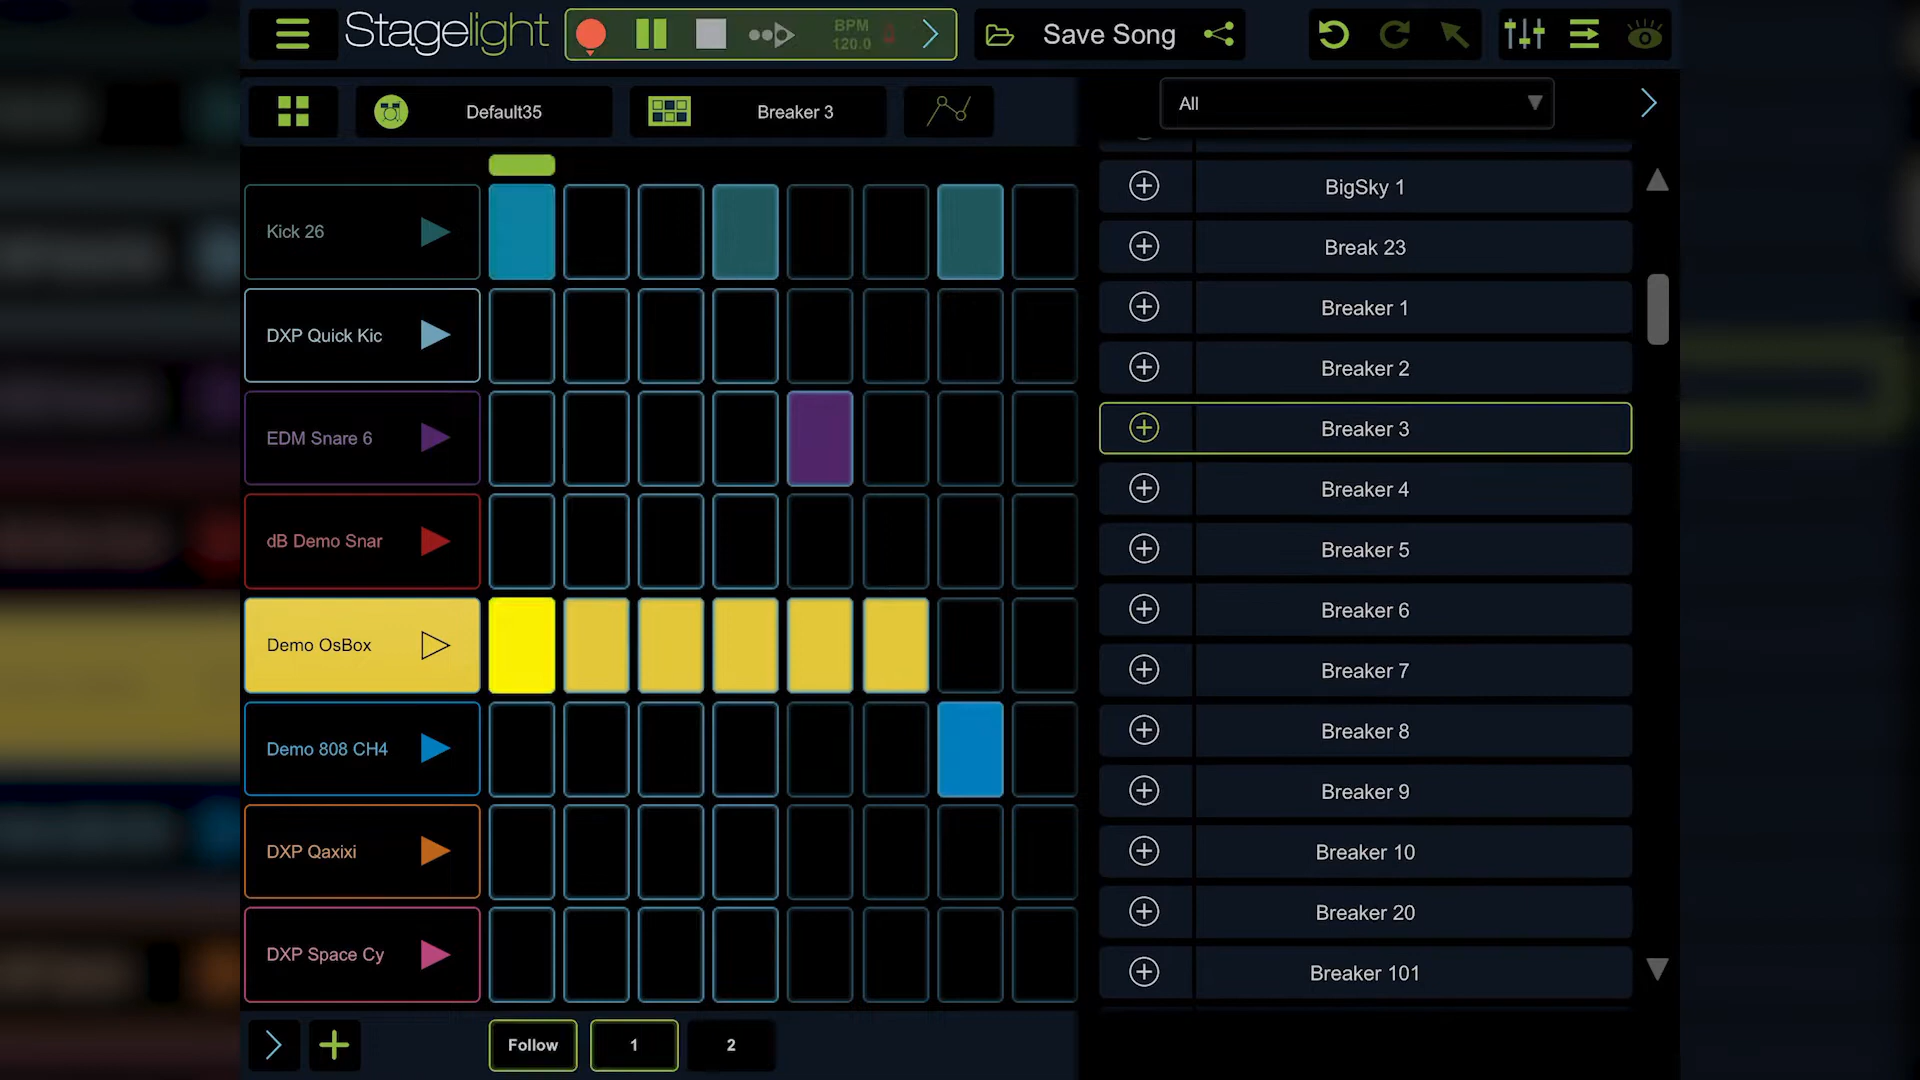 Stagelight
BPM
120.0
Save Song
Default35
Breaker 3
All
Kick 26
DXP Quick Kic
EDM Snare 6
dB Demo Snar
Demo OsBox
Demo 808 CH4
DXP Qaxixi
DXP Space Cy
BigSky 1
Break 23
Breaker 1
Breaker 2
Breaker 3
Breaker 4
Breaker 5
Breaker 6
Breaker 7
Breaker 8
Breaker 9
Breaker 10
Breaker 20
Breaker 101
Follow
1
2